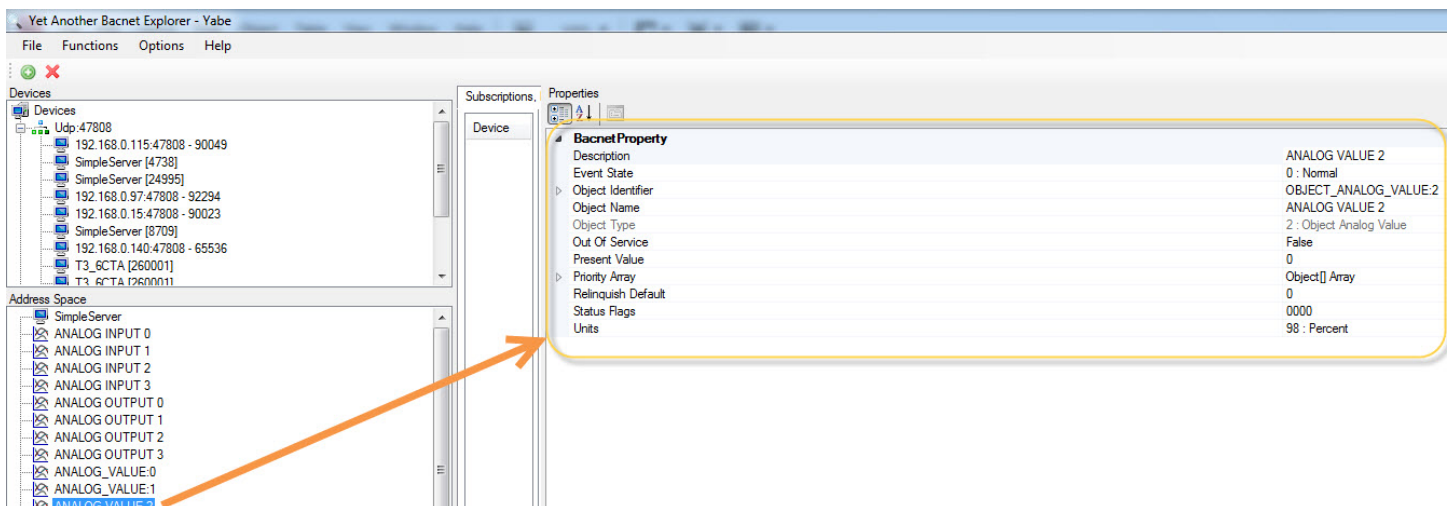 Yet Another Bacnet Explorer - Yabe
File Functions Options Help
Devices
Devices
Udp:47808
192.168.0.115:47808 - 90049
SimpleServer [4738]
SimpleServer [24995]
192.168.0.97:47808 - 92294
192.168.0.15:47808 - 90023
SimpleServer [8709]
192.168.0.140:47808 - 65536
T3_6CTA [260001]
T3_6CTA [260001]
Address Space
SimpleServer
ANALOG INPUT 0
ANALOG INPUT 1
ANALOG INPUT 2
ANALOG INPUT 3
ANALOG OUTPUT 0
ANALOG OUTPUT 1
ANALOG OUTPUT 2
ANALOG OUTPUT 3
ANALOG_VALUE:0
ANALOG_VALUE:1
ANALOG VALUE 2
Subscriptions,
Device
Properties
BacnetProperty
Description ANALOG VALUE 2
Event State 0 : Normal
Object Identifier OBJECT_ANALOG_VALUE:2
Object Name ANALOG VALUE 2
Object Type 2 : Object Analog Value
Out Of Service False
Present Value 0
Priority Array Object[] Array
Relinquish Default 0
Status Flags 0000
Units 98 : Percent